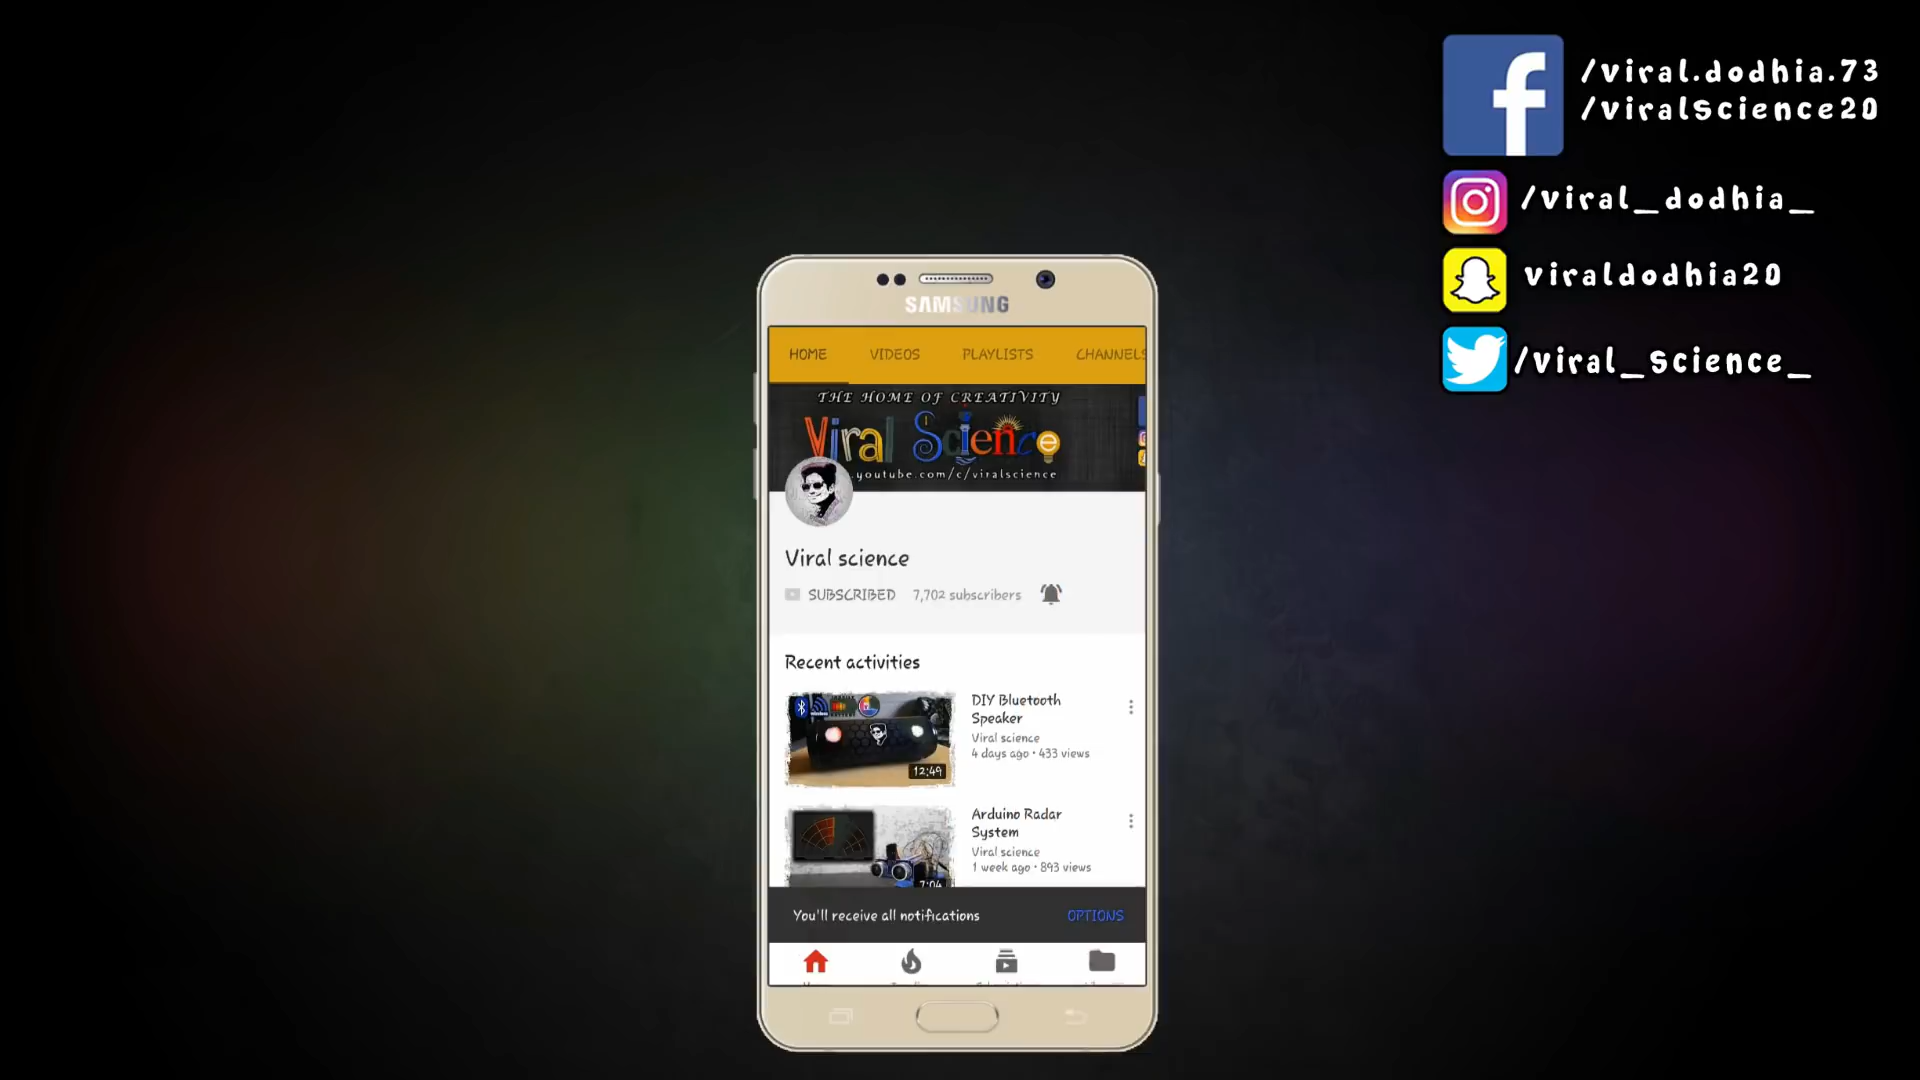 /viral.dodhia.73
/viralscience20
/viral_dodhia_
viraldodhia20
/viral_science_
SAMSUNG
HOME VIDEOS PLAYLISTS CHANNELS
THE HOME OF CREATIVITY
Viral Science
youtube.com/c/viralscience
Viral science
SUBSCRIBED 7,702 subscribers
Recent activities
DIY Bluetooth
Speaker
Viral science
4 days ago • 433 views
12:49
Arduino Radar
System
Viral science
1 week ago • 893 views
7:04
You'll receive all notifications OPTIONS